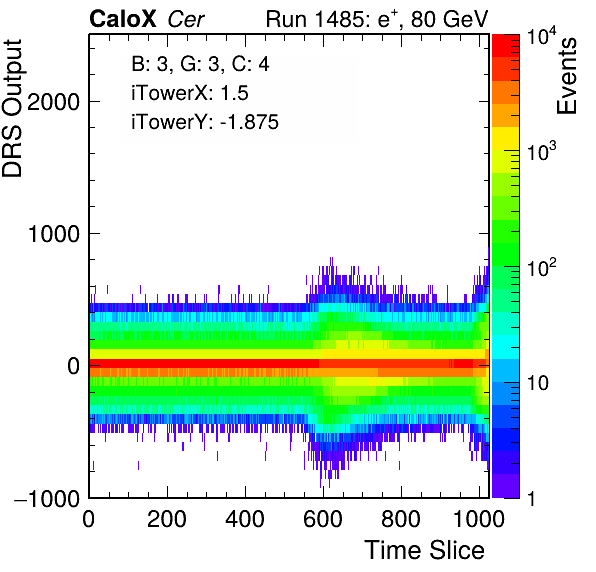 CaloX Cer Run 1485: e+, 80 GeV
B: 3, G: 3, C: 4
iTowerX: 1.5
iTowerY: -1.875
DRS Output
2000
1000
0
−1000
0 200 400 600 800 1000
Time Slice
Events
10^4
10^3
10^2
10
1